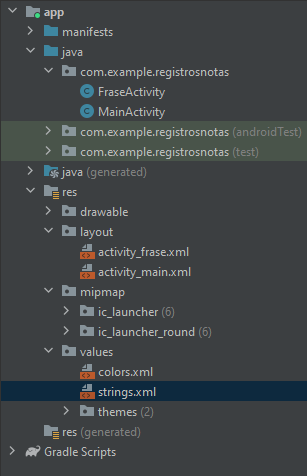 app
manifests
java
com.example.registrosnotas
FraseActivity
MainActivity
com.example.registrosnotas (androidTest)
com.example.registrosnotas (test)
java (generated)
res
drawable
layout
activity_frase.xml
activity_main.xml
mipmap
ic_launcher (6)
ic_launcher_round (6)
values
colors.xml
strings.xml
themes (2)
res (generated)
Gradle Scripts